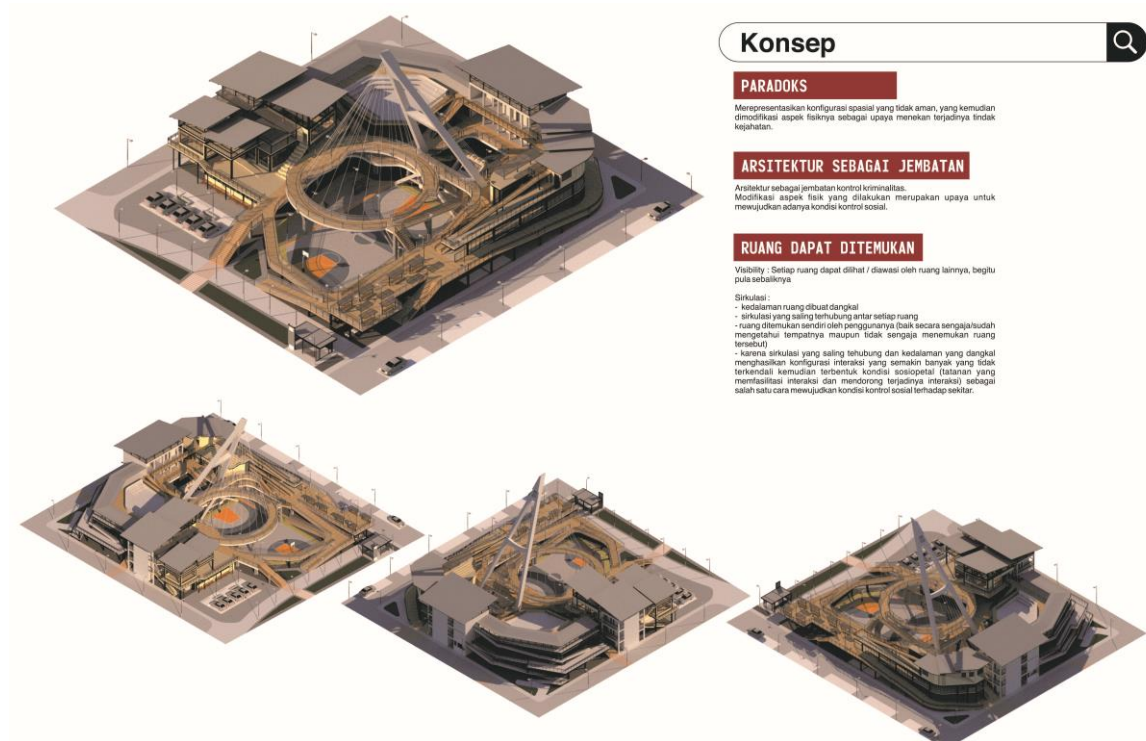 Konsep
PARADOKS
Merepresentasikan konfigurasi spasial yang tidak aman, yang kemudian
dimodifikasi aspek fisiknya sebagai upaya menekan terjadinya tindak
kejahatan.
ARSITEKTUR SEBAGAI JEMBATAN
Arsitektur sebagai jembatan kontrol kriminalitas.
Modifikasi aspek fisik yang dilakukan merupakan upaya untuk
mewujudkan adanya kondisi kontrol sosial.
RUANG DAPAT DITEMUKAN
Visibility : Setiap ruang dapat dilihat / diawasi oleh ruang lainnya, begitu
pula sebaliknya
Sirkulasi :
- kedalaman ruang dibuat dangkal
- sirkulasi yang saling terhubung antar setiap ruang
- ruang ditemukan sendiri oleh penggunanya (baik secara sengaja/sudah
mengetahui tempatnya maupun tidak sengaja menemukan ruang
tersebut)
- karena sirkulasi yang saling tehubung dan kedalaman yang dangkal
menghasilkan konfigurasi interaksi yang semakin banyak yang tidak
terkendali kemudian terbentuk kondisi sosiopetal (tatanan yang
memfasilitasi interaksi dan mendorong terjadinya interaksi) sebagai
salah satu cara mewujudkan kondisi kontrol sosial terhadap sekitar.